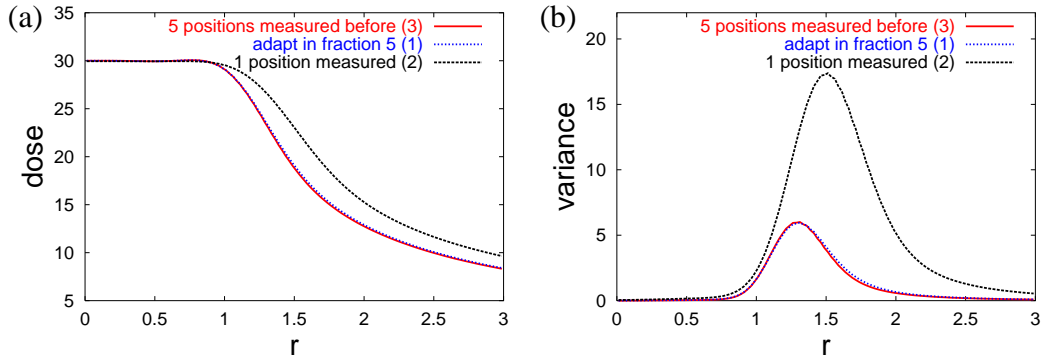 (a)
5 positions measured before (3)
adapt in fraction 5 (1)
1 position measured (2)
dose
30
25
20
15
10
5
0
0.5
1
1.5
2
2.5
3
r
(b)
5 positions measured before (3)
adapt in fraction 5 (1)
1 position measured (2)
variance
20
15
10
5
0
0
0.5
1
1.5
2
2.5
3
r